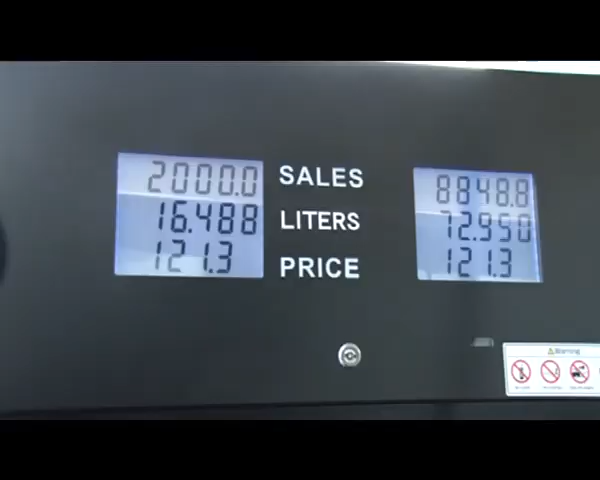 2000.0 SALES 8848.8
16.488 LITERS 72.950
121.3 PRICE 121.3
Warning